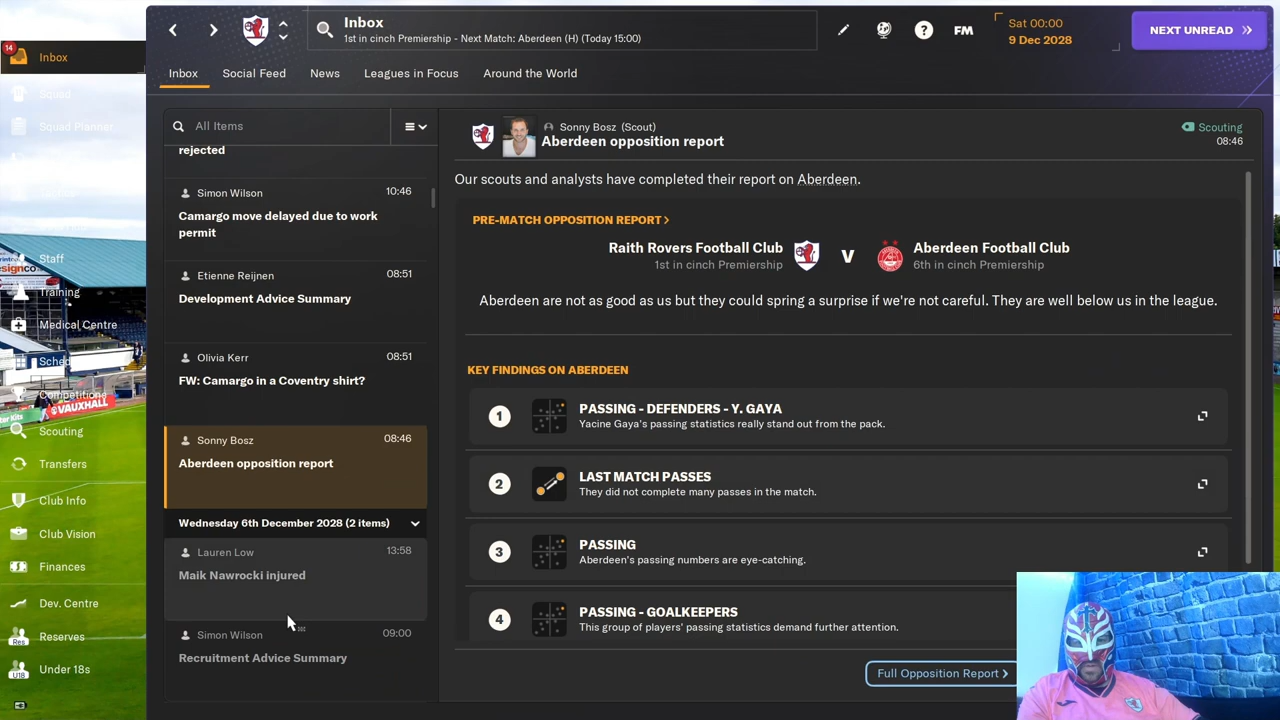 Inbox
1st in cinch Premiership - Next Match: Aberdeen (H) (Today 15:00)
FM
Sat 00:00
9 Dec 2028
NEXT UNREAD
14
Inbox
Squad
Squad Planner
Staff
Training
Medical Centre
Sched
Competitions
Scouting
Transfers
Club Info
Club Vision
Finances
Dev. Centre
Res
Reserves
U18
Under 18s
VAUXHALL
Inbox
Social Feed
News
Leagues in Focus
Around the World
All Items
rejected
Simon Wilson
10:46
Camargo move delayed due to work
permit
Etienne Reijnen
08:51
Development Advice Summary
Olivia Kerr
08:51
FW: Camargo in a Coventry shirt?
Sonny Bosz
08:46
Aberdeen opposition report
Wednesday 6th December 2028 (2 items)
Lauren Low
13:58
Maik Nawrocki injured
Simon Wilson
09:00
Recruitment Advice Summary
Sonny Bosz (Scout)
Aberdeen opposition report
Scouting
08:46
Our scouts and analysts have completed their report on Aberdeen.
PRE-MATCH OPPOSITION REPORT >
Raith Rovers Football Club
1st in cinch Premiership
V
Aberdeen Football Club
6th in cinch Premiership
Aberdeen are not as good as us but they could spring a surprise if we're not careful. They are well below us in the league.
KEY FINDINGS ON ABERDEEN
1
PASSING - DEFENDERS - Y. GAYA
Yacine Gaya's passing statistics really stand out from the pack.
2
LAST MATCH PASSES
They did not complete many passes in the match.
3
PASSING
Aberdeen's passing numbers are eye-catching.
4
PASSING - GOALKEEPERS
This group of players' passing statistics demand further attention.
Full Opposition Report >